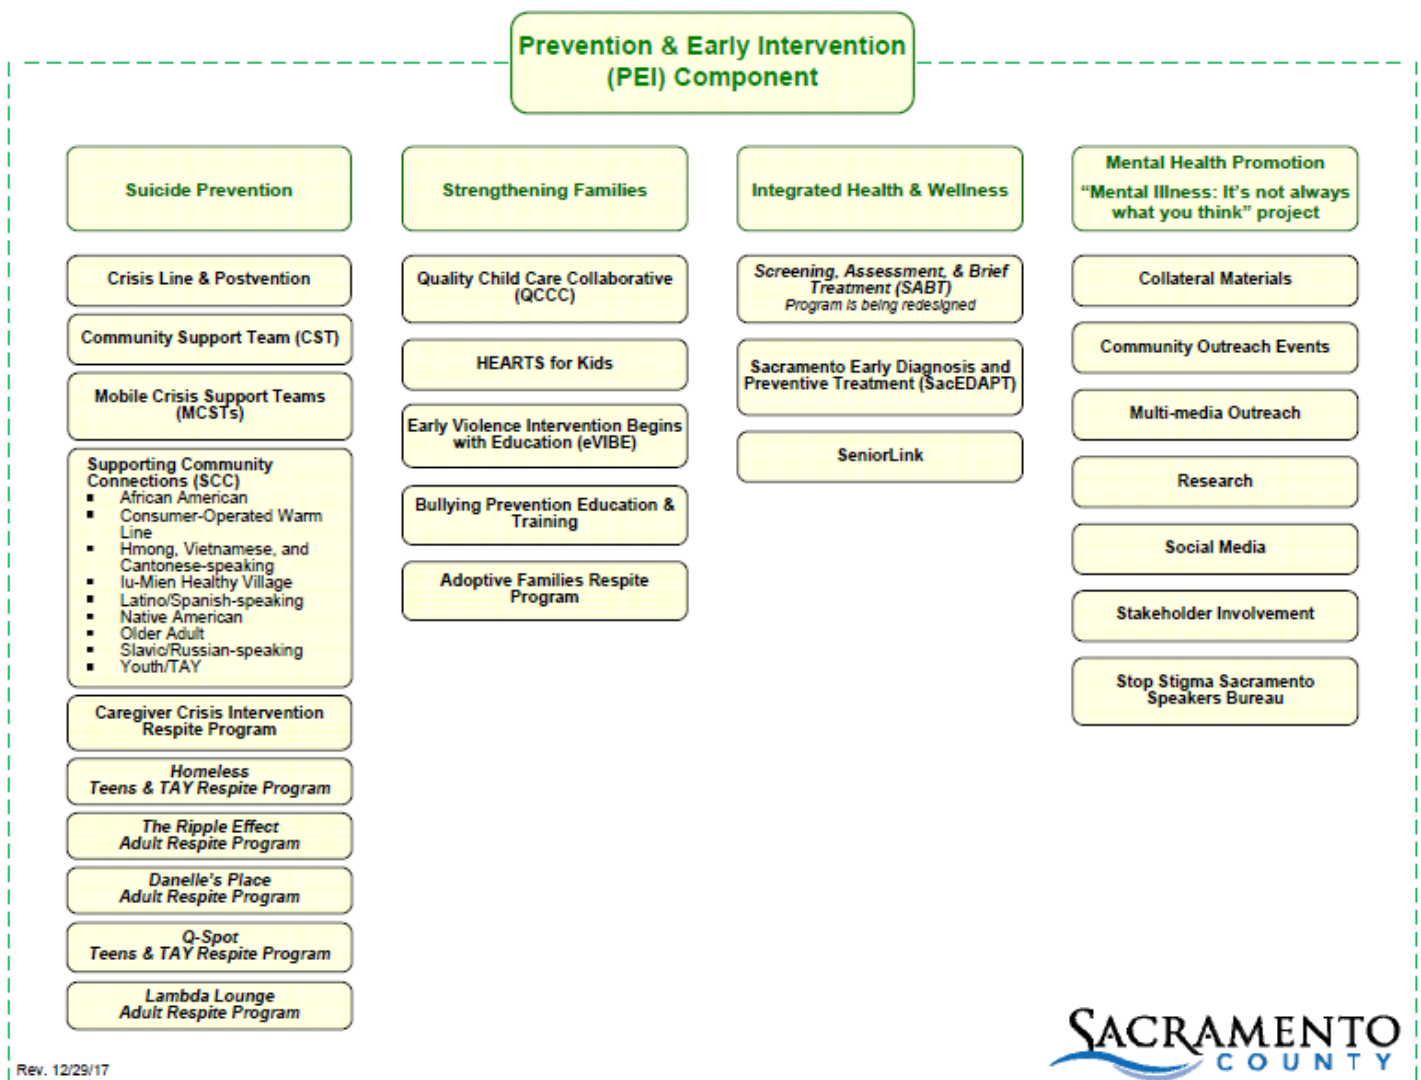 Prevention & Early Intervention
(PEI) Component
Suicide Prevention
Crisis Line & Postvention
Community Support Team (CST)
Mobile Crisis Support Teams
(MCSTs)
Supporting Community
Connections (SCC)
▪ African American
▪ Consumer-Operated Warm
Line
▪ Hmong, Vietnamese, and
Cantonese-speaking
▪ Iu-Mien Healthy Village
▪ Latino/Spanish-speaking
▪ Native American
▪ Older Adult
▪ Slavic/Russian-speaking
▪ Youth/TAY
Caregiver Crisis Intervention
Respite Program
Homeless
Teens & TAY Respite Program
The Ripple Effect
Adult Respite Program
Danelle's Place
Adult Respite Program
Q-Spot
Teens & TAY Respite Program
Lambda Lounge
Adult Respite Program
Strengthening Families
Quality Child Care Collaborative
(QCCC)
HEARTS for Kids
Early Violence Intervention Begins
with Education (eVIBE)
Bullying Prevention Education &
Training
Adoptive Families Respite
Program
Integrated Health & Wellness
Screening, Assessment, & Brief
Treatment (SABT)
Program is being redesigned
Sacramento Early Diagnosis and
Preventive Treatment (SacEDAPT)
SeniorLink
Mental Health Promotion
“Mental Illness: It’s not always
what you think” project
Collateral Materials
Community Outreach Events
Multi-media Outreach
Research
Social Media
Stakeholder Involvement
Stop Stigma Sacramento
Speakers Bureau
Rev. 12/29/17
SACRAMENTO
COUNTY